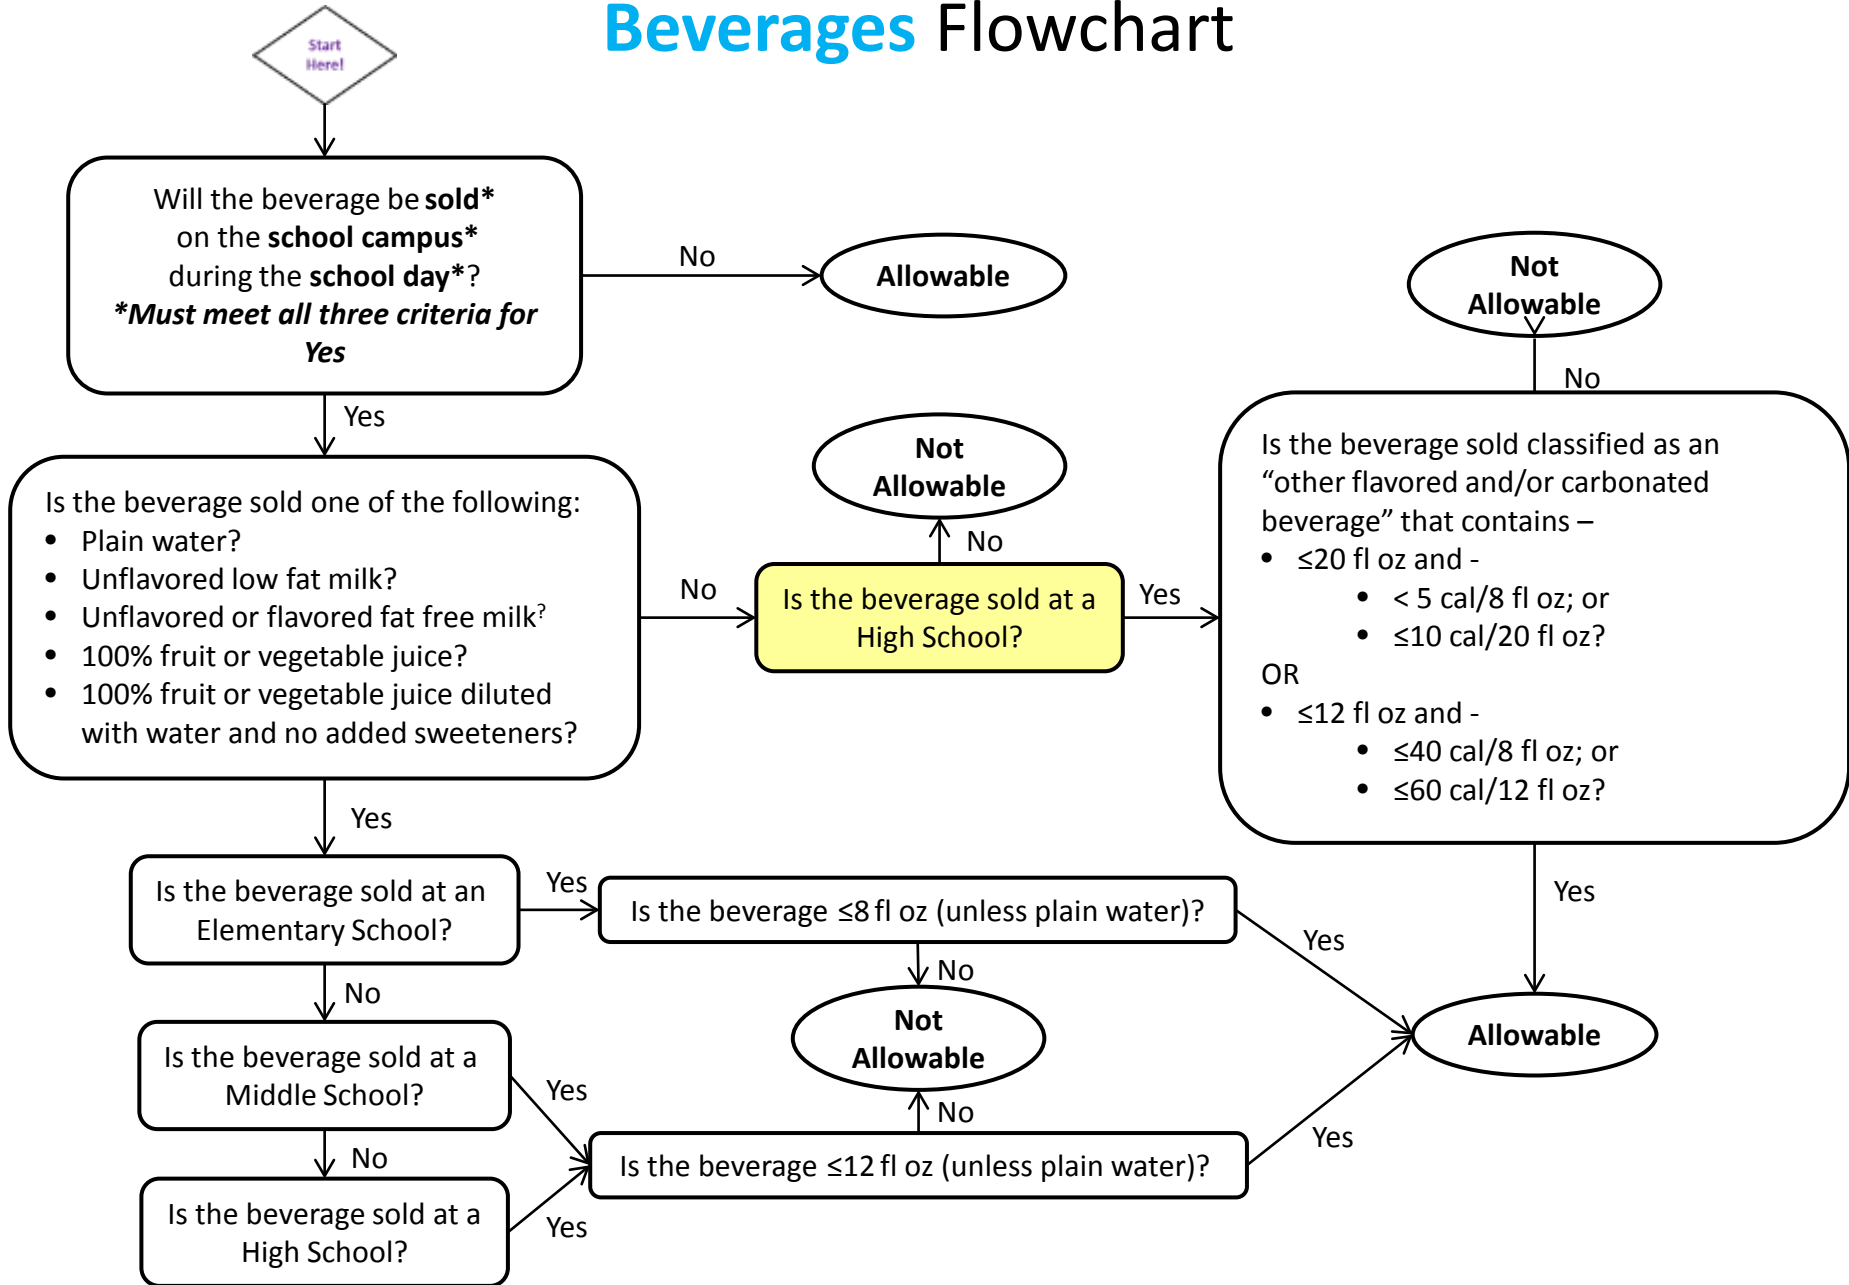 Beverages Flowchart
Start
Here!
Will the beverage be sold*
on the school campus*
during the school day*?
*Must meet all three criteria for
Yes
No
Allowable
Yes
Is the beverage sold one of the following:
• Plain water?
• Unflavored low fat milk?
• Unflavored or flavored fat free milk?
• 100% fruit or vegetable juice?
• 100% fruit or vegetable juice diluted
with water and no added sweeteners?
No
Not
Allowable
No
Is the beverage sold at a
High School?
Yes
Not
Allowable
No
Is the beverage sold classified as an
“other flavored and/or carbonated
beverage” that contains –
• ≤20 fl oz and -
• < 5 cal/8 fl oz; or
• ≤10 cal/20 fl oz?
OR
• ≤12 fl oz and -
• ≤40 cal/8 fl oz; or
• ≤60 cal/12 fl oz?
Yes
Yes
Is the beverage sold at an
Elementary School?
Yes
Is the beverage ≤8 fl oz (unless plain water)?
Yes
No
No
Not
Allowable
Allowable
Is the beverage sold at a
Middle School?
Yes
No
No
Is the beverage ≤12 fl oz (unless plain water)?
Yes
Is the beverage sold at a
High School?
Yes